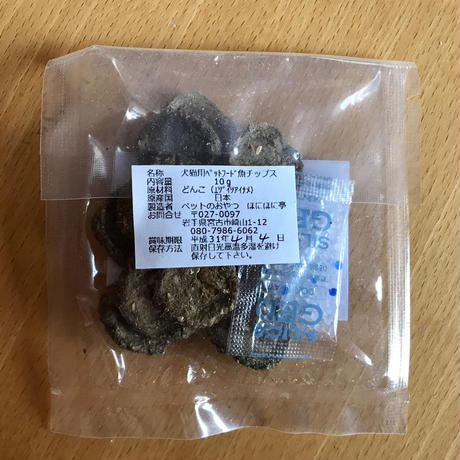 名称 犬猫用ﾍﾟｯﾄﾌｰﾄﾞ魚チップス
内容量 10g
原材料 どんこ（ｴｿﾞｲｿｱｲﾅﾒ）
原産国 日本
製造者 ペットのおやつ ほにほに亭
お問合せ 〒027-0097
岩手県宮古市崎山1-12
080-7986-6062
賞味期限 平成31年4月4日
保存方法 直射日光高温多湿を避け
保存して下さい。
GEL